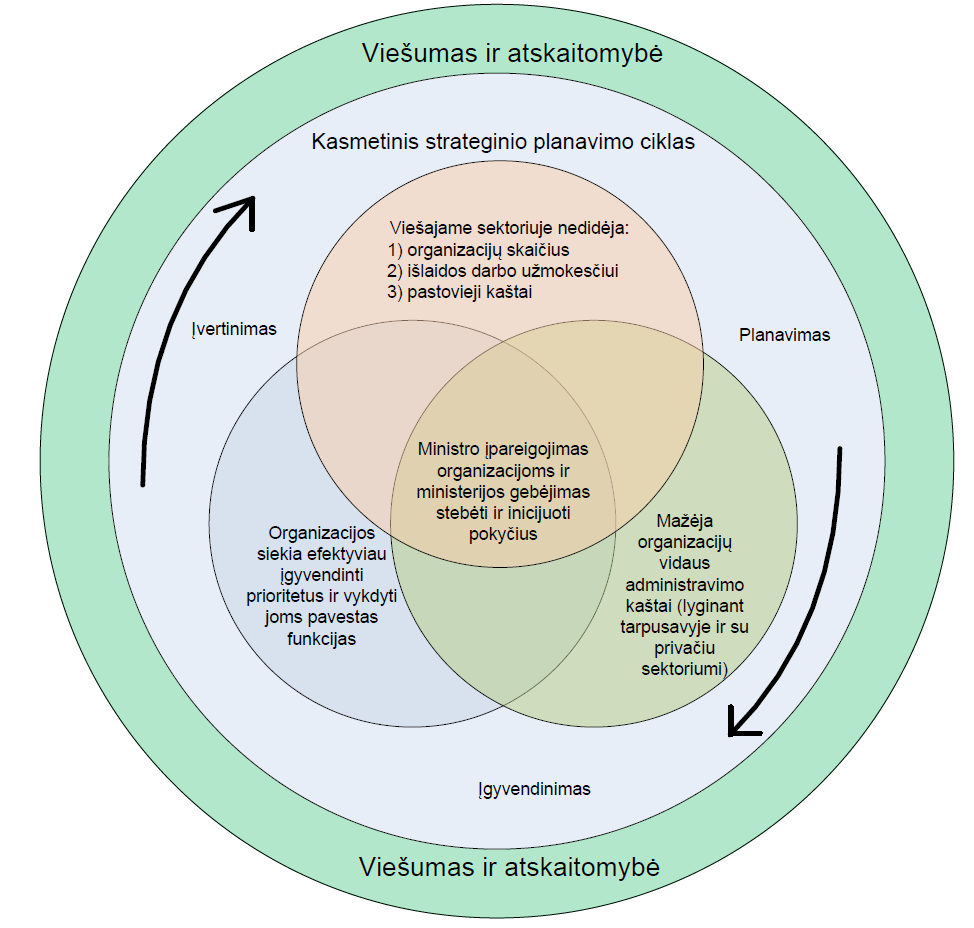 Viešumas ir atskaitomybė
Kasmetinis strateginio planavimo ciklas
Viešajame sektoriuje nedidėja:
1) organizacijų skaičius
2) išlaidos darbo užmokesčiui
3) pastovieji kaštai
Įvertinimas
Planavimas
Ministro įpareigojimas
organizacijoms ir
ministerijos gebėjimas
stebėti ir inicijuoti
pokyčius
Organizacijos
siekia efektyviau
įgyvendinti
prioritetus ir vykdyti
joms pavestas
funkcijas
Mažėja
organizacijų
vidaus
administravimo
kaštai (lyginant
tarpusavyje ir su
privačiu
sektoriumi)
Įgyvendinimas
Viešumas ir atskaitomybė